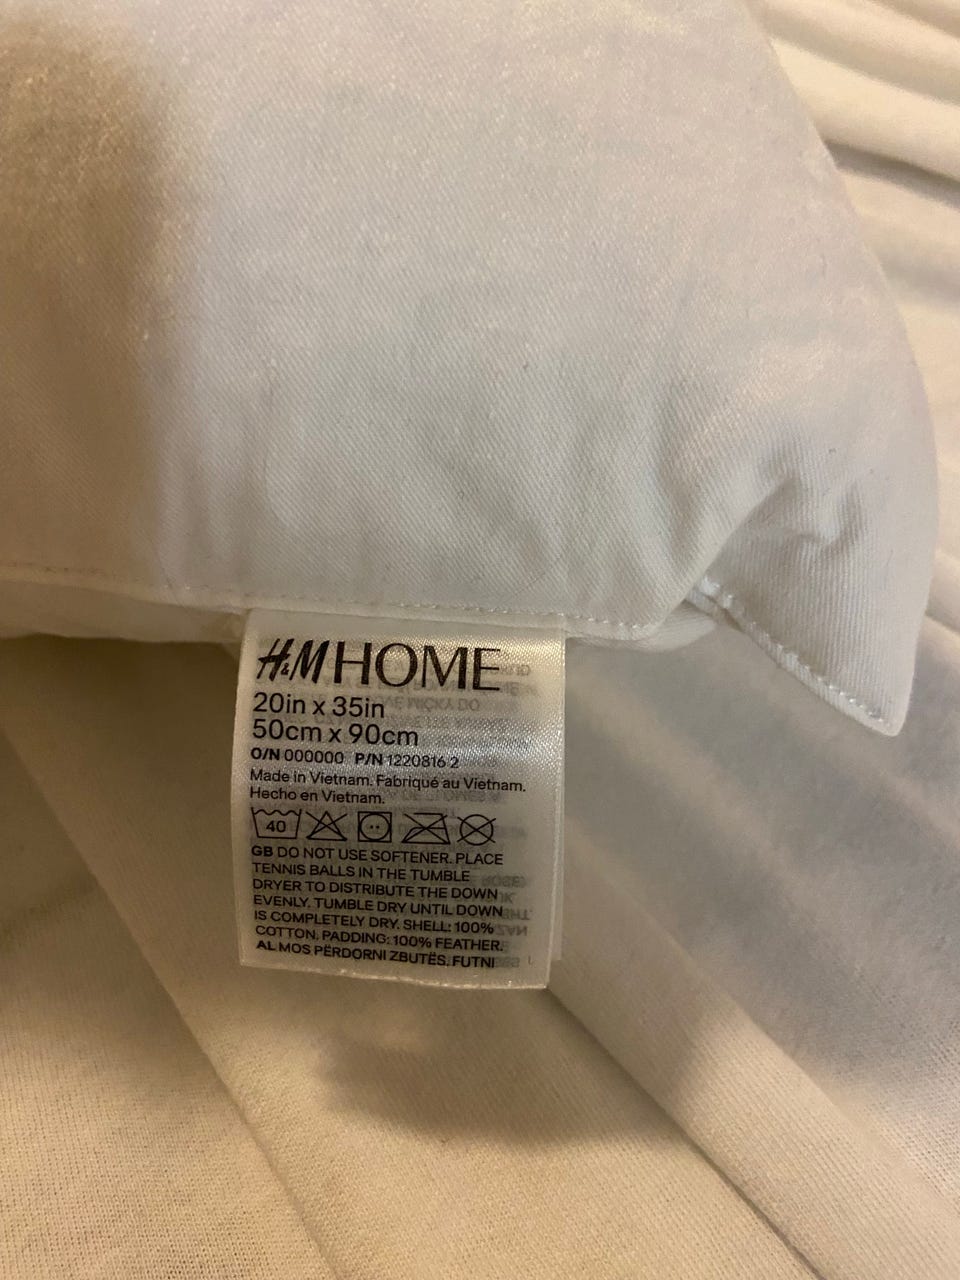 H&M HOME
20in x 35in
50cm x 90cm
O/N 000000 P/N 1220816 2
Made in Vietnam. Fabriqué au Vietnam.
Hecho en Vietnam.
40
GB DO NOT USE SOFTENER. PLACE
TENNIS BALLS IN THE TUMBLE
DRYER TO DISTRIBUTE THE DOWN
EVENLY. TUMBLE DRY UNTIL DOWN
IS COMPLETELY DRY. SHELL: 100%
COTTON. PADDING: 100% FEATHER.
AL MOS PËRDORNI ZBUTËS. FUTNI